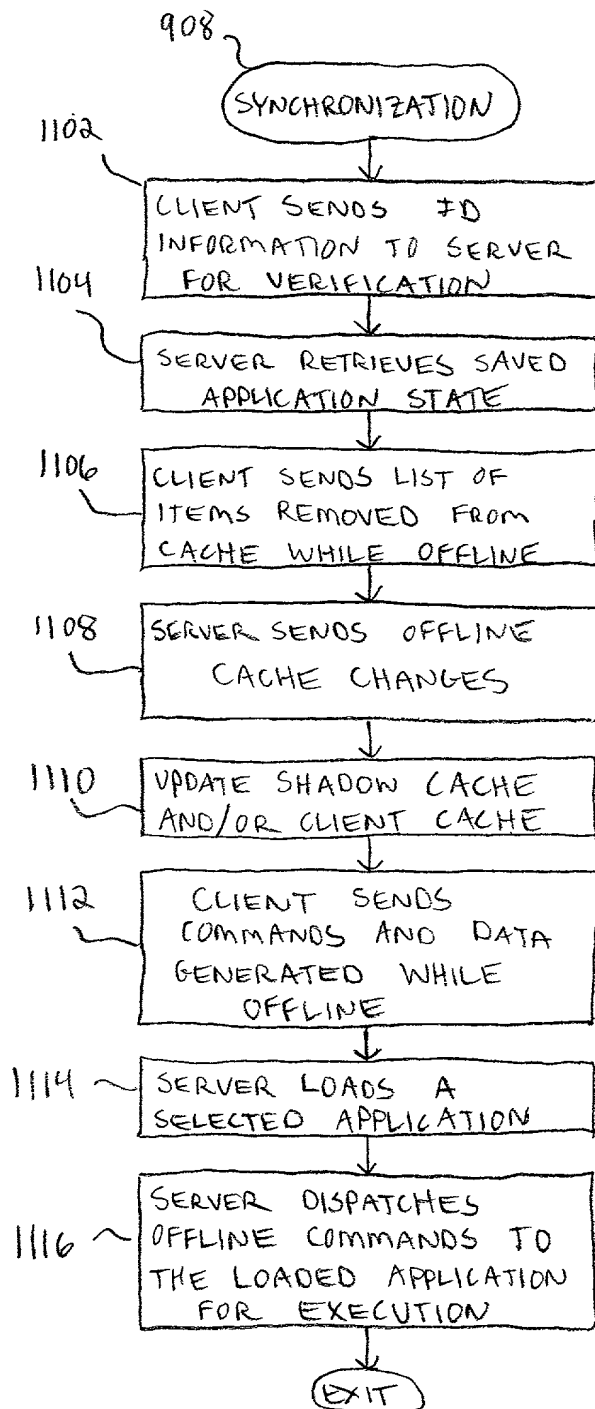 908
SYNCHRONIZATION
1102
CLIENT SENDS ID
INFORMATION TO SERVER
FOR VERIFICATION
1104
SERVER RETRIEVES SAVED
APPLICATION STATE
1106
CLIENT SENDS LIST OF
ITEMS REMOVED FROM
CACHE WHILE OFFLINE
1108
SERVER SENDS OFFLINE
CACHE CHANGES
1110
UPDATE SHADOW CACHE
AND/OR CLIENT CACHE
1112
CLIENT SENDS
COMMANDS AND DATA
GENERATED WHILE
OFFLINE
1114
SERVER LOADS A
SELECTED APPLICATION
1116
SERVER DISPATCHES
OFFLINE COMMANDS TO
THE LOADED APPLICATION
FOR EXECUTION
EXIT